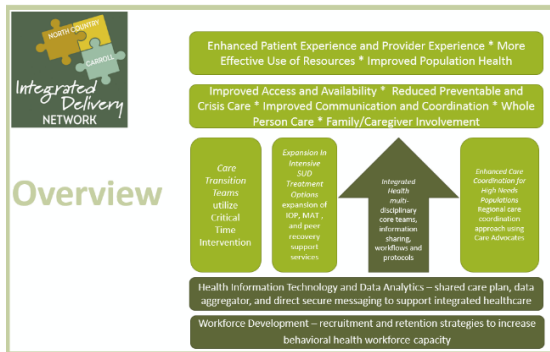 NORTH COUNTRY
CARROLL
Integrated
Delivery
NETWORK
Overview
Enhanced Patient Experience and Provider Experience * More
Effective Use of Resources * Improved Population Health
Improved Access and Availability * Reduced Preventable and
Crisis Care * Improved Communication and Coordination * Whole
Person Care * Family/Caregiver Involvement
Care
Transition
Teams
utilize
Critical
Time
Intervention
Expansion In
Intensive
SUD
Treatment
Options
expansion of
IOP, MAT ,
and peer
recovery
support
services
Integrated
Health
multi-
disciplinary
core teams,
information
sharing,
workflows and
protocols
Enhanced Care
Coordination for
High Needs
Populations
Regional care
coordination
approach using
Care Advocates
Health Information Technology and Data Analytics – shared care plan, data
aggregator, and direct secure messaging to support integrated healthcare
Workforce Development – recruitment and retention strategies to increase
behavioral health workforce capacity